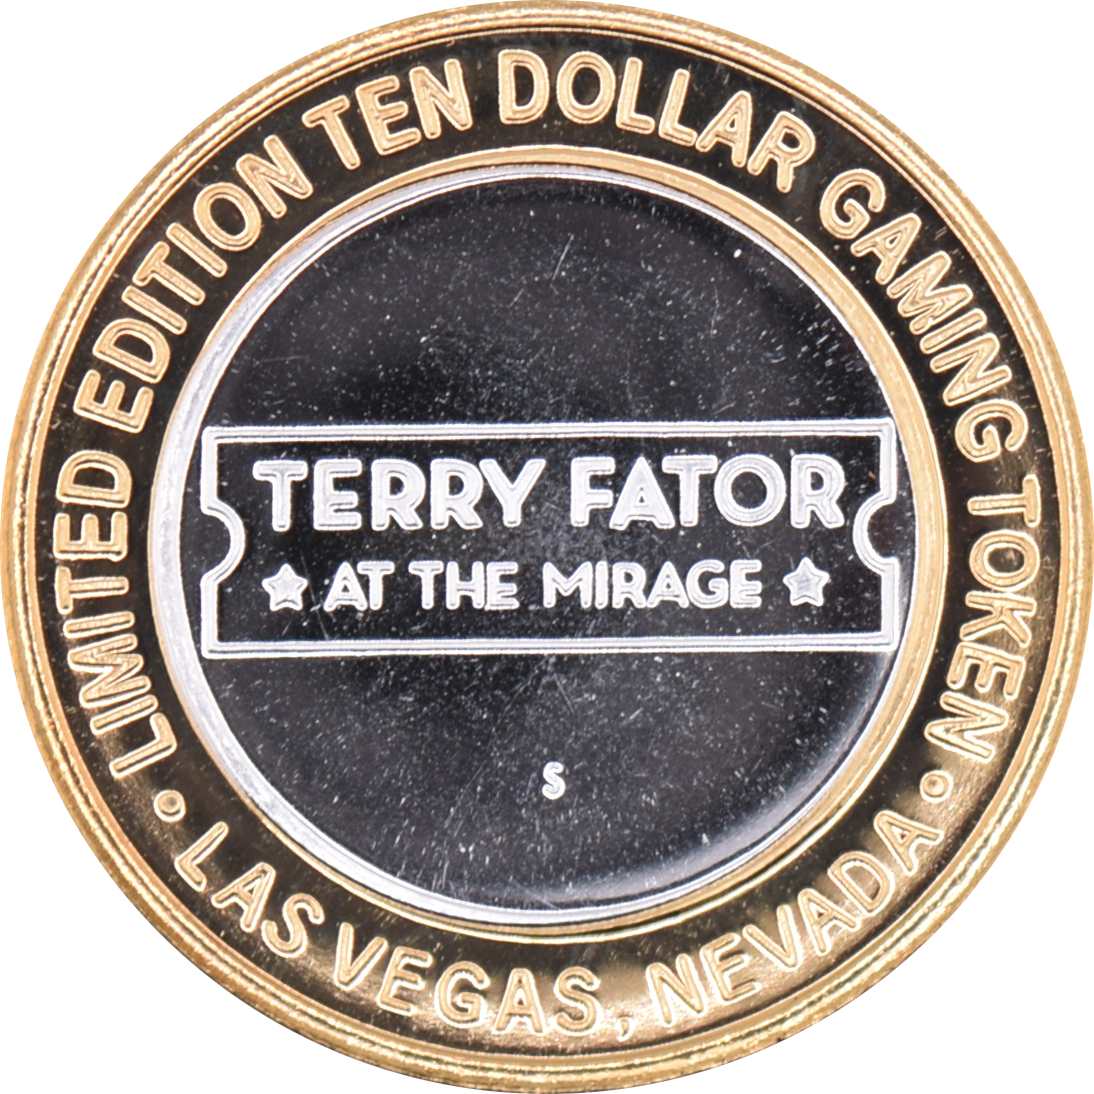 LIMITED EDITION TEN DOLLAR GAMING TOKEN
TERRY FATOR
★ AT THE MIRAGE ★
S
• LAS VEGAS, NEVADA •